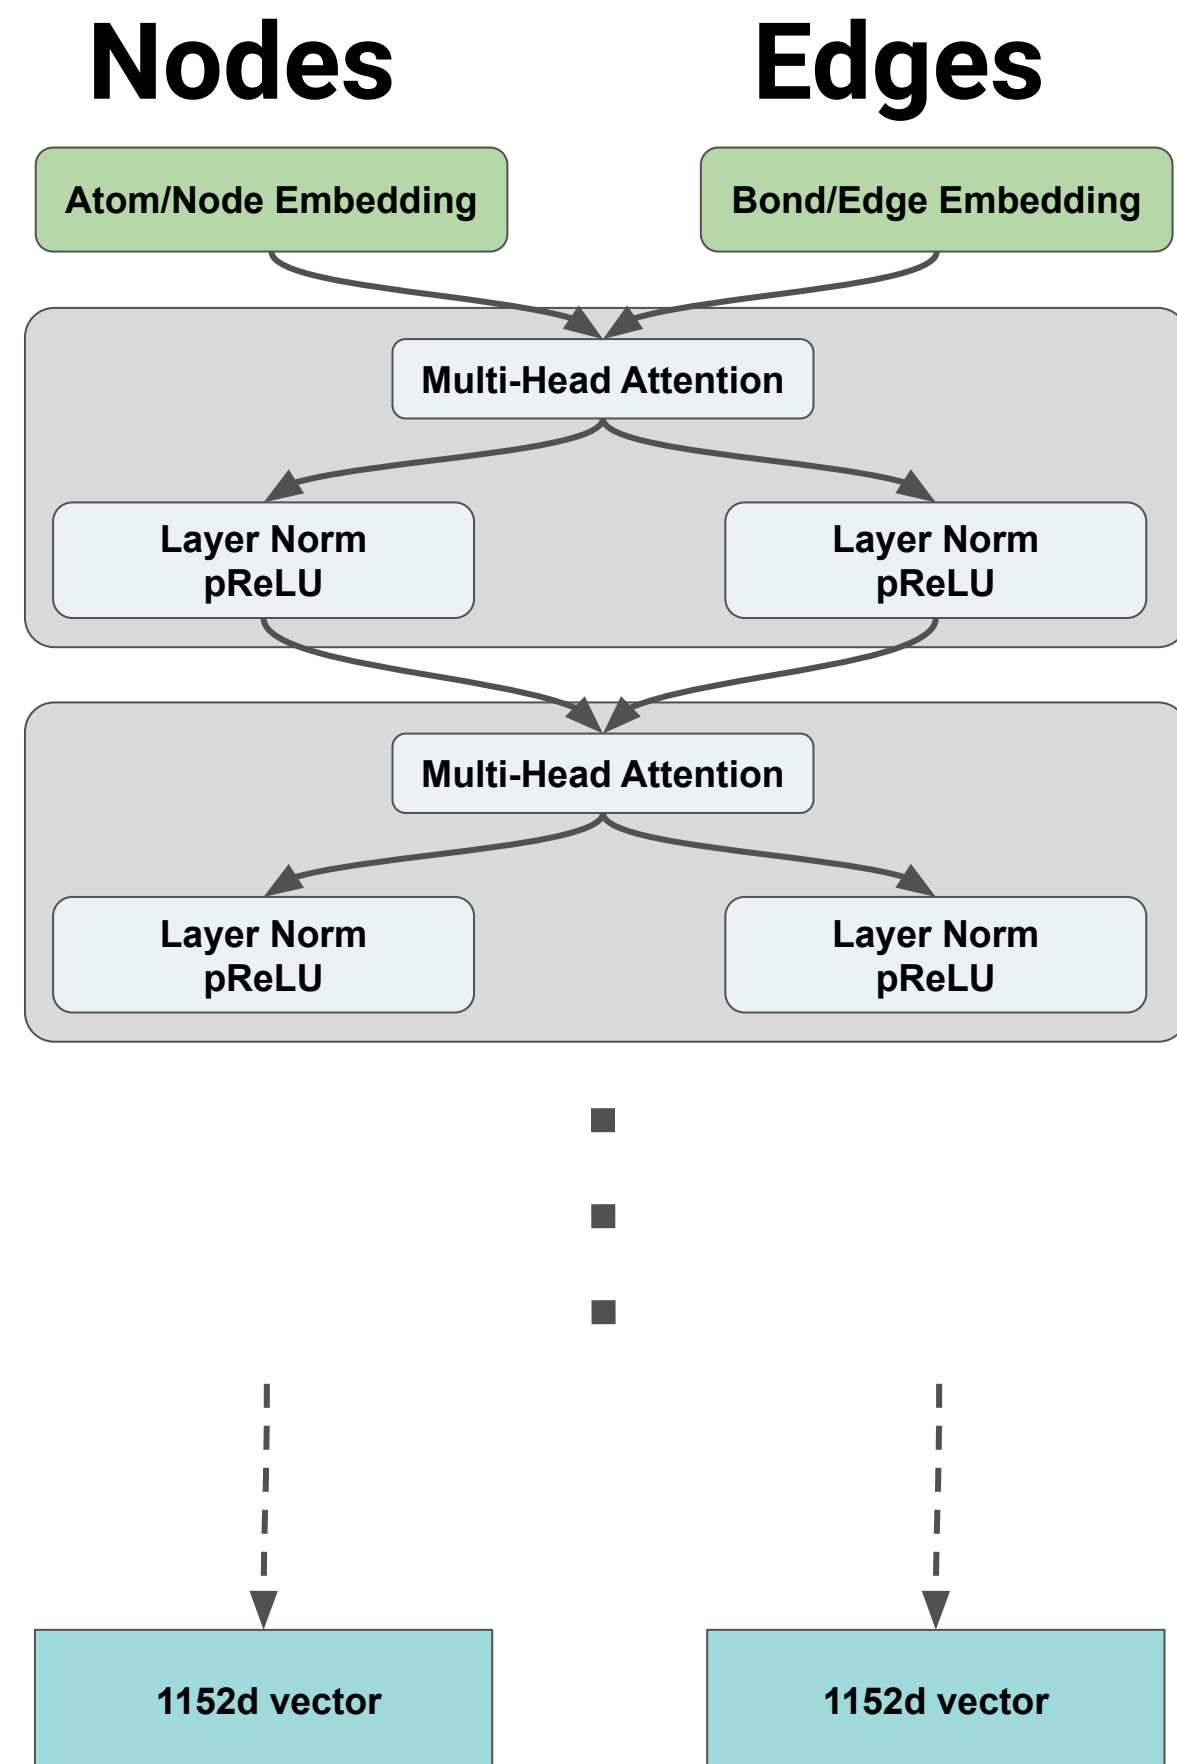 Nodes
Edges
Atom/Node Embedding
Bond/Edge Embedding
Multi-Head Attention
Layer Norm
pReLU
Layer Norm
pReLU
Multi-Head Attention
Layer Norm
pReLU
Layer Norm
pReLU
1152d vector
1152d vector